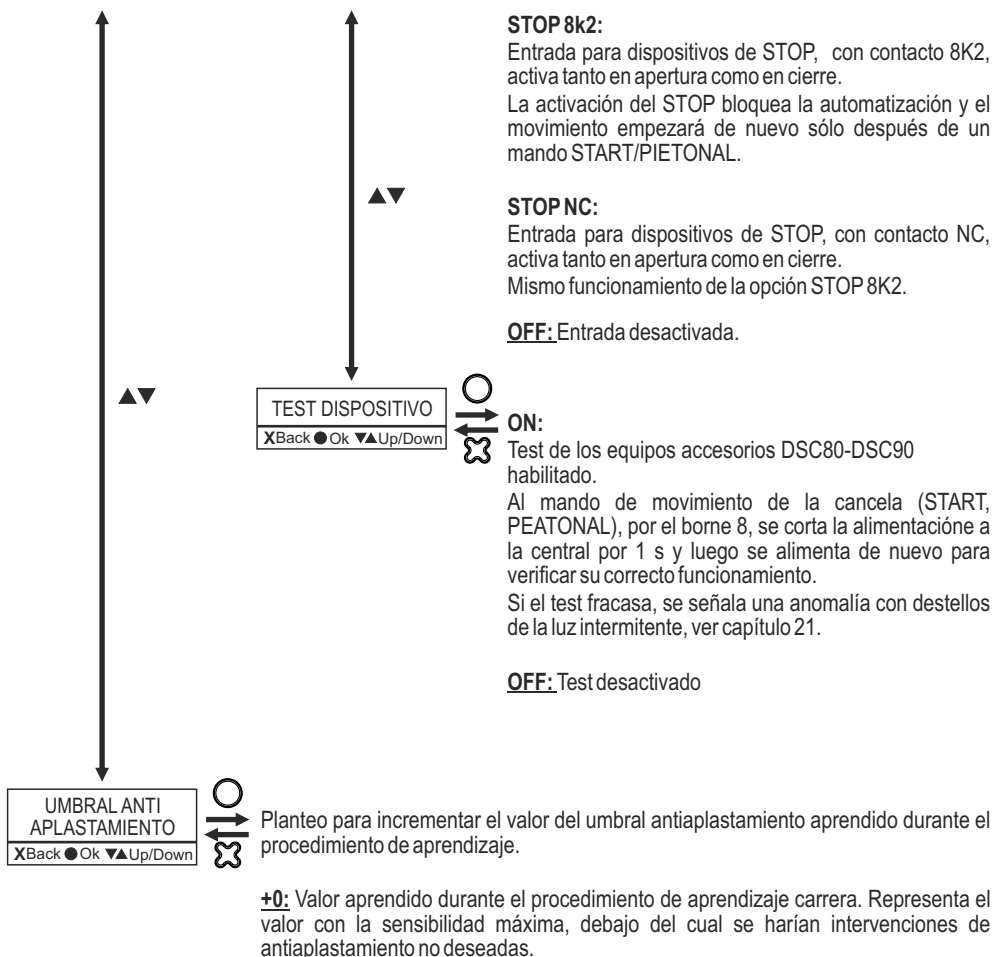 STOP 8k2:
Entrada para dispositivos de STOP, con contacto 8K2,
activa tanto en apertura como en cierre.
La activación del STOP bloquea la automatización y el
movimiento empezará de nuevo sólo después de un
mando START/PIETONAL.
▲▼
STOP NC:
Entrada para dispositivos de STOP, con contacto NC,
activa tanto en apertura como en cierre.
Mismo funcionamiento de la opción STOP 8K2.
OFF: Entrada desactivada.
▲▼
TEST DISPOSITIVO
XBack ● Ok ▼▲Up/Down
ON:
Test de los equipos accesorios DSC80-DSC90
habilitado.
Al mando de movimiento de la cancela (START,
PEATONAL), por el borne 8, se corta la alimentacióne a
la central por 1 s y luego se alimenta de nuevo para
verificar su correcto funcionamiento.
Si el test fracasa, se señala una anomalía con destellos
de la luz intermitente, ver capítulo 21.
OFF: Test desactivado
UMBRAL ANTI
APLASTAMIENTO
XBack ● Ok ▼▲Up/Down
Planteo para incrementar el valor del umbral antiaplastamiento aprendido durante el
procedimiento de aprendizaje.
+0: Valor aprendido durante el procedimiento de aprendizaje carrera. Representa el
valor con la sensibilidad máxima, debajo del cual se harían intervenciones de
antiaplastamiento no deseadas.